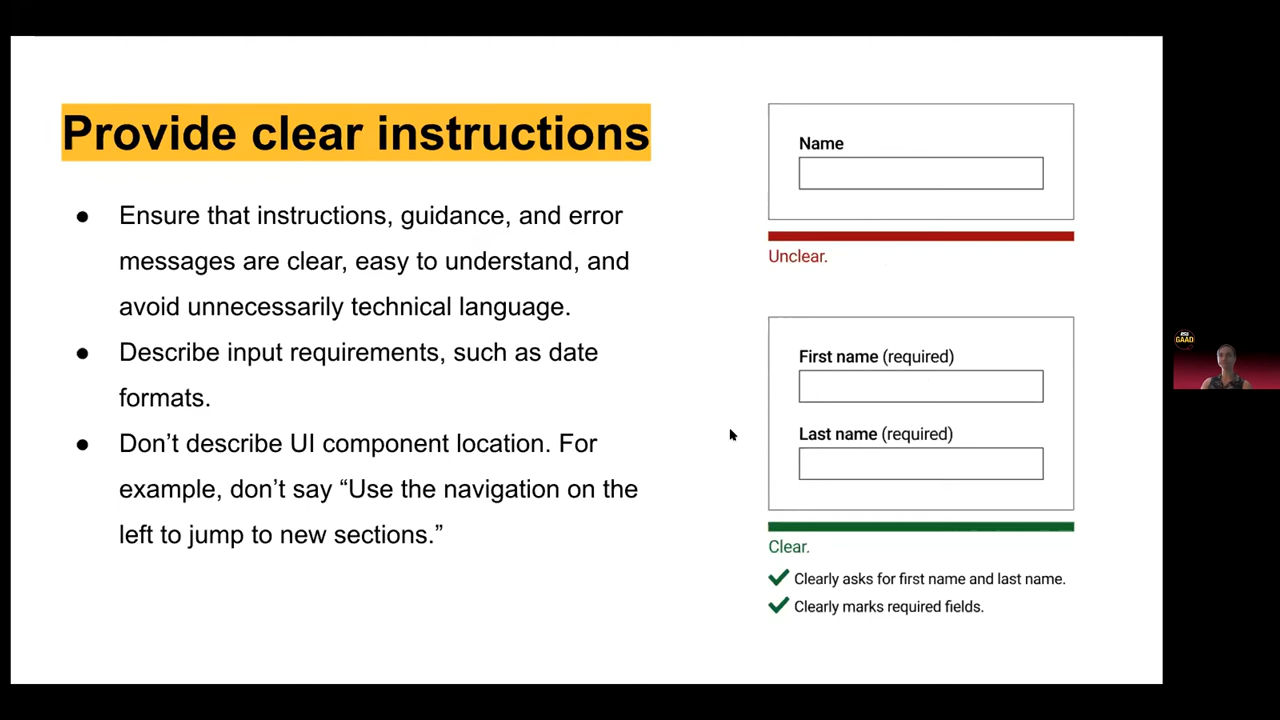 Provide clear instructions
● Ensure that instructions, guidance, and error
messages are clear, easy to understand, and
avoid unnecessarily technical language.
● Describe input requirements, such as date
formats.
● Don’t describe UI component location. For
example, don’t say “Use the navigation on the
left to jump to new sections.”
Name
Unclear.
First name (required)
Last name (required)
Clear.
Clearly asks for first name and last name.
Clearly marks required fields.
GAAD